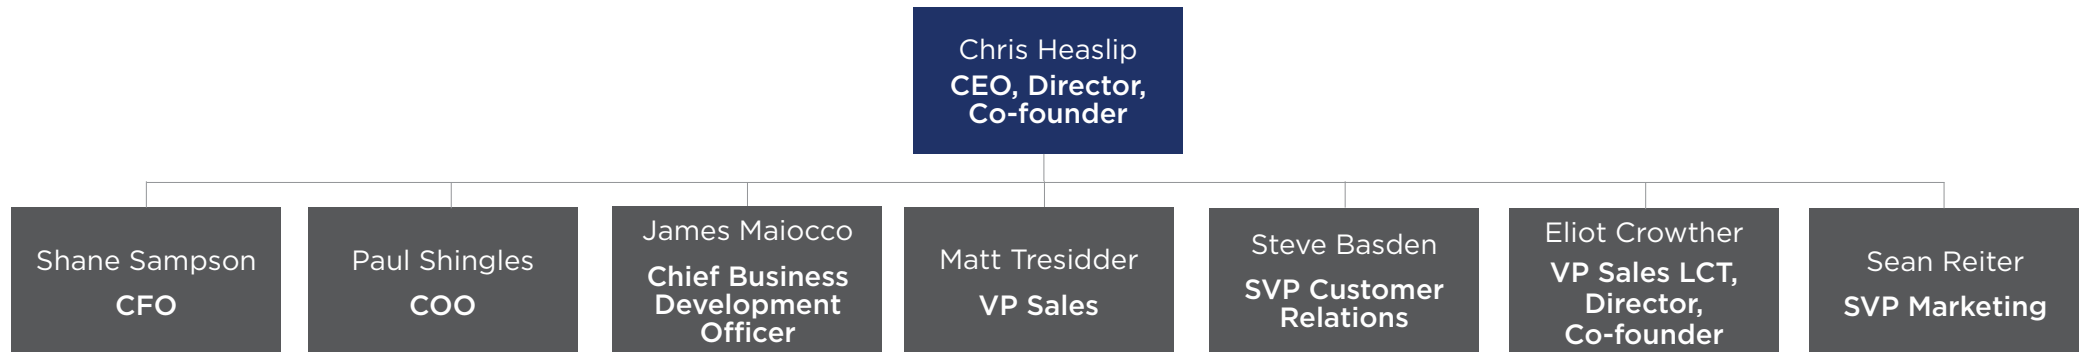 Chris Heaslip
CEO, Director,
Co-founder
Shane Sampson
CFO
Paul Shingles
COO
James Maiocco
Chief Business
Development
Officer
Matt Tresidder
VP Sales
Steve Basden
SVP Customer
Relations
Eliot Crowther
VP Sales LCT,
Director,
Co-founder
Sean Reiter
SVP Marketing